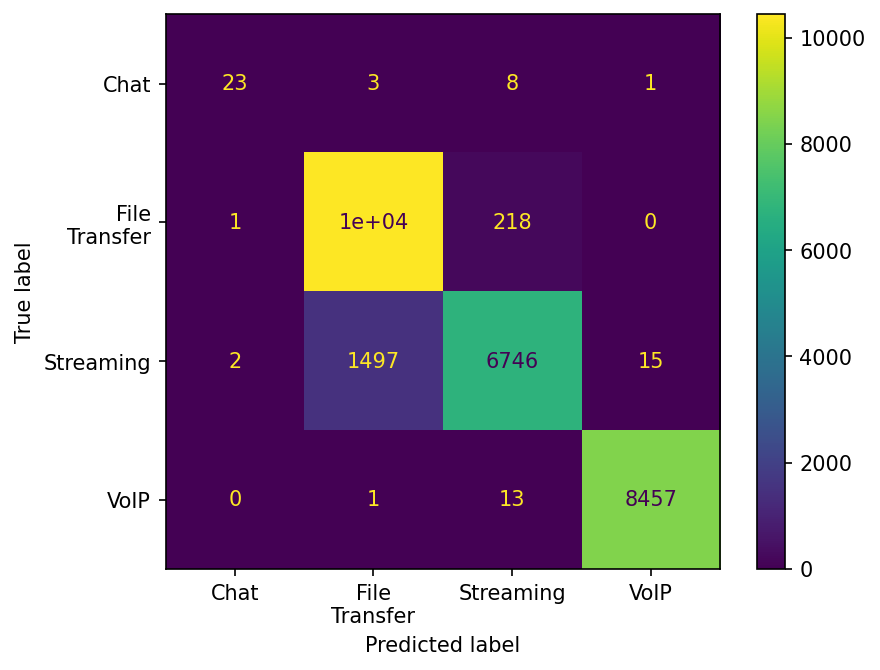 Chat 23 3 8 1
File
Transfer 1 1e+04 218 0
Streaming 2 1497 6746 15
VoIP 0 1 13 8457
Chat File Streaming VoIP
Transfer
Predicted label
True label
10000
8000
6000
4000
2000
0